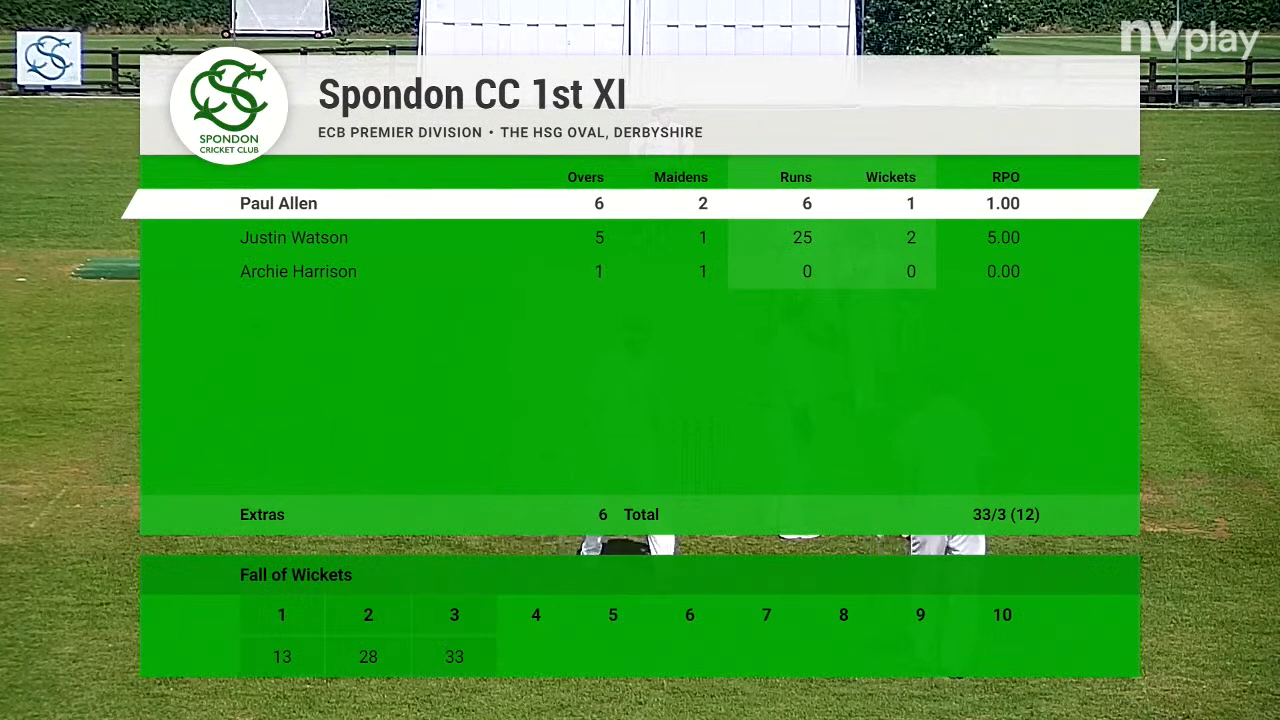 nvplay
Spondon CC 1st XI
ECB PREMIER DIVISION • THE HSG OVAL, DERBYSHIRE
SPONDON
CRICKET CLUB
Overs Maidens Runs Wickets RPO
Paul Allen 6 2 6 1 1.00
Justin Watson 5 1 25 2 5.00
Archie Harrison 1 1 0 0 0.00
Extras 6 Total 33/3 (12)
Fall of Wickets
1 2 3 4 5 6 7 8 9 10
13 28 33